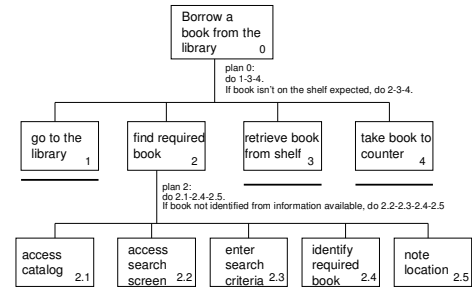 Borrow a
book from the
library 0
plan 0:
do 1-3-4.
If book isn't on the shelf expected, do 2-3-4.
go to the
library 1
find required
book 2
retrieve book
from shelf 3
take book to
counter 4
plan 2:
do 2.1-2.4-2.5.
If book not identified from information available, do 2.2-2.3-2.4-2.5
access
catalog 2.1
access
search
screen 2.2
enter
search
criteria 2.3
identify
required
book 2.4
note
location 2.5